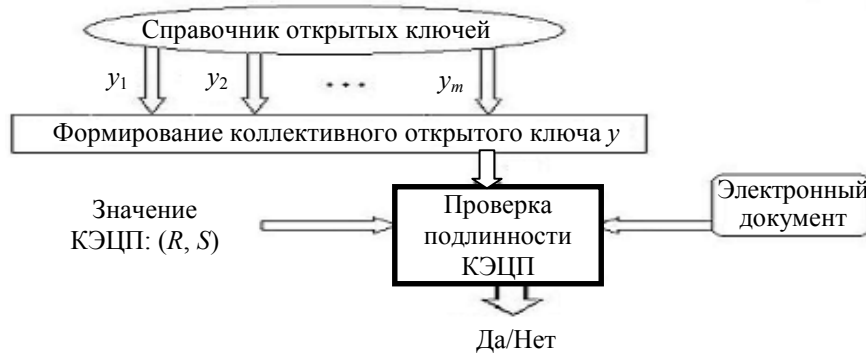 Справочник открытых ключей
y1 y2 ... ym
Формирование коллективного открытого ключа y
Значение
КЭЦП: (R, S)
Проверка
подлинности
КЭЦП
Электронный
документ
Да/Нет